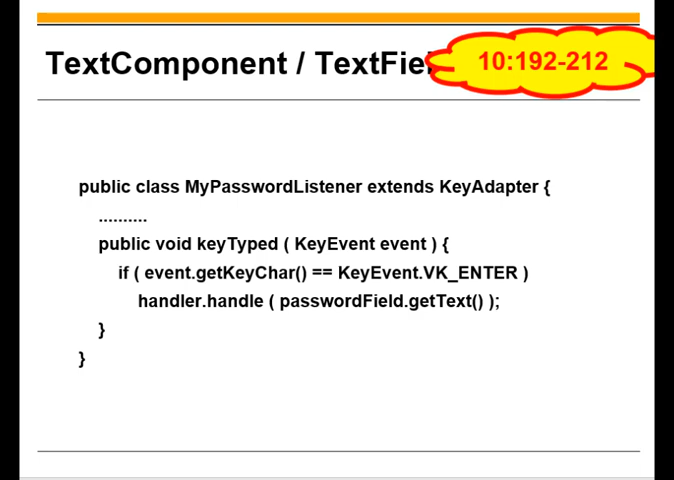 TextComponent / TextFiel
10:192-212
public class MyPasswordListener extends KeyAdapter {
..........
public void keyTyped ( KeyEvent event ) {
if ( event.getKeyChar() == KeyEvent.VK_ENTER )
handler.handle ( passwordField.getText() );
}
}